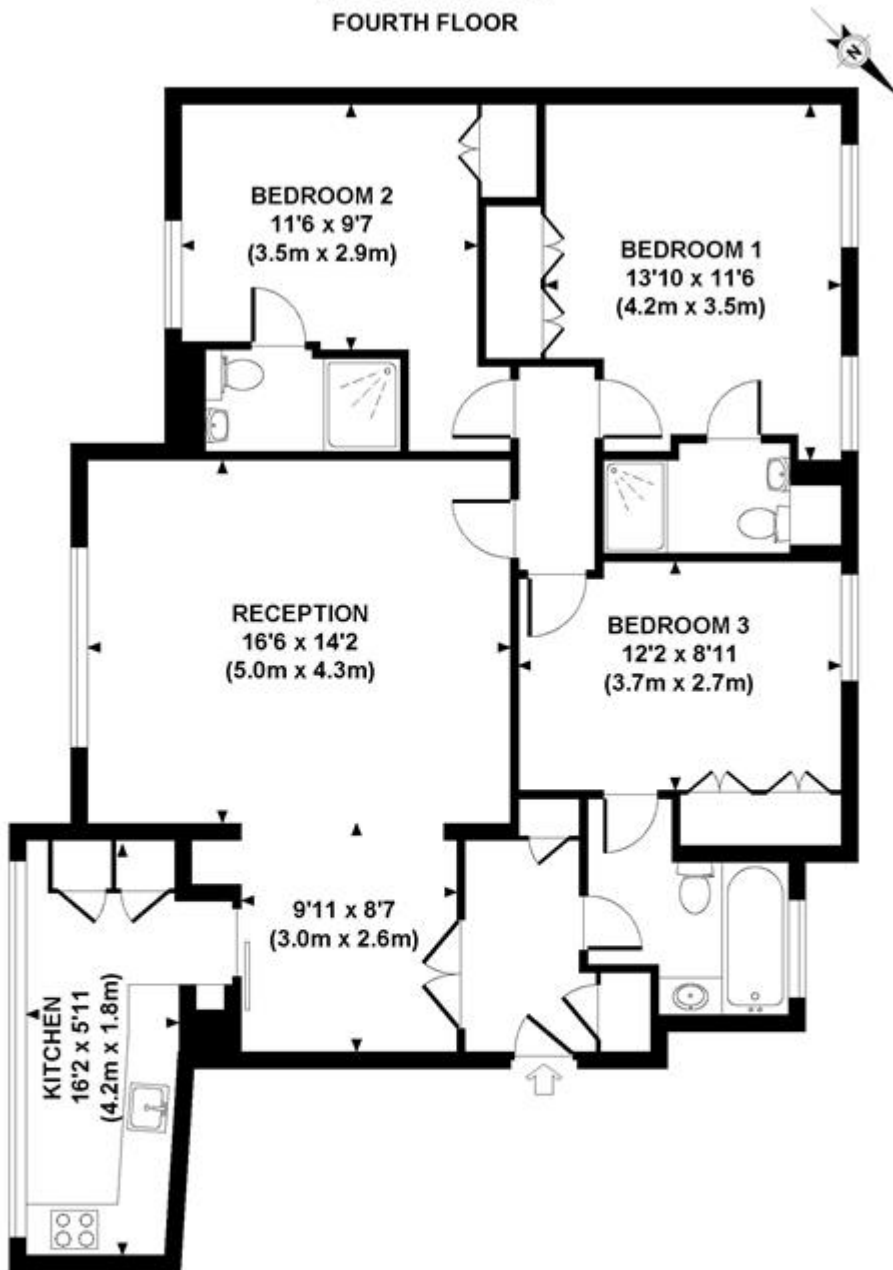 FOURTH FLOOR
N
BEDROOM 2
11'6 x 9'7
(3.5m x 2.9m)
BEDROOM 1
13'10 x 11'6
(4.2m x 3.5m)
RECEPTION
16'6 x 14'2
(5.0m x 4.3m)
BEDROOM 3
12'2 x 8'11
(3.7m x 2.7m)
9'11 x 8'7
(3.0m x 2.6m)
KITCHEN
16'2 x 5'11
(4.2m x 1.8m)